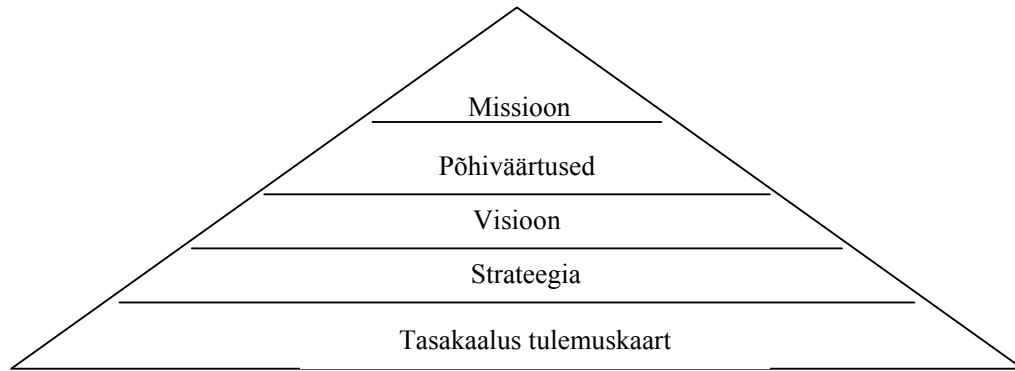 Missioon
Põhiväärtused
Visioon
Strateegia
Tasakaalus tulemuskaart